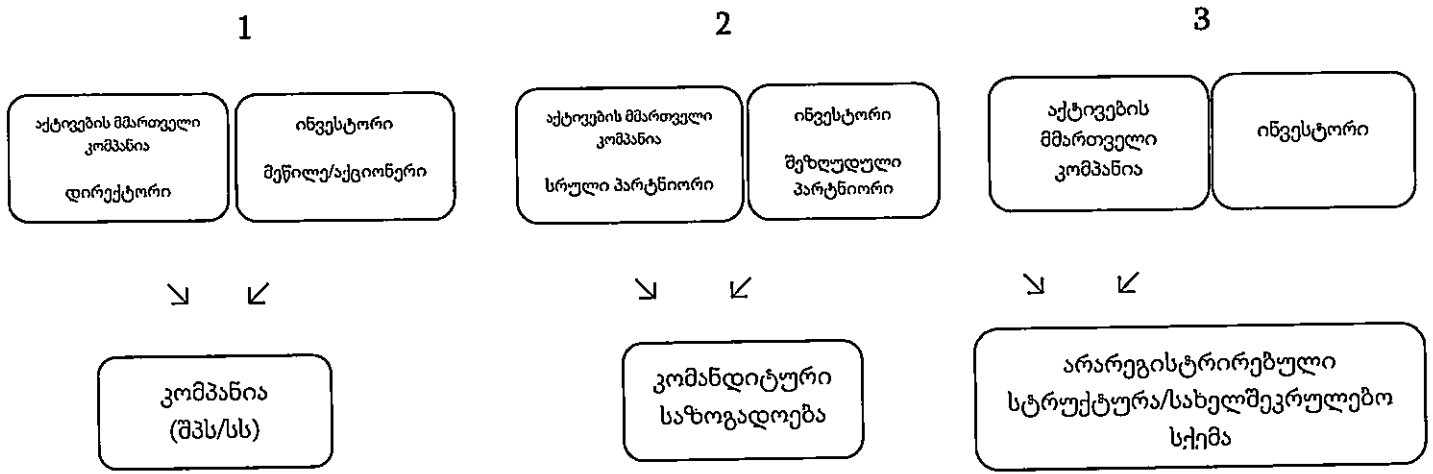 1
აქტივების მმართველი
კომპანია
დირექტორი
ინვესტორი
მეწილე/აქციონერი
კომპანია
(შპს/სს)
2
აქტივების მმართველი
კომპანია
სრული პარტნიორი
ინვესტორი
შეზღუდული
პარტნიორი
კომანდიტური
საზოგადოება
3
აქტივების
მმართველი
კომპანია
ინვესტორი
არარეგისტრირებული
სტრუქტურა/სახელშეკრულებო
სქემა